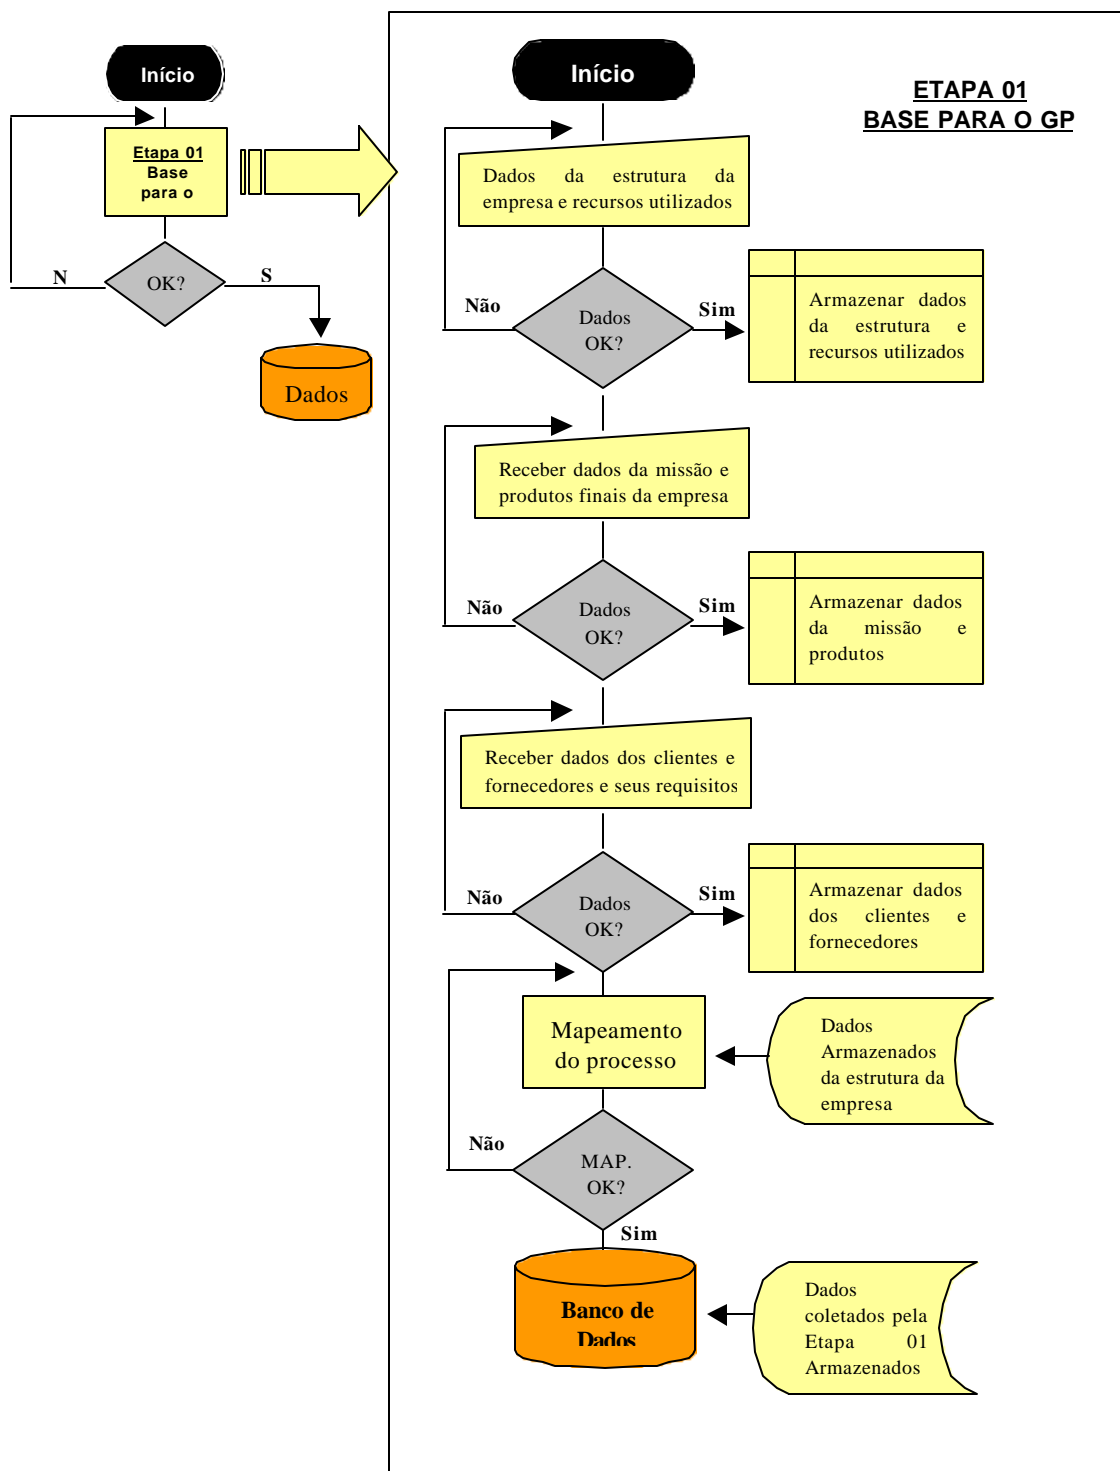 Início
Etapa 01
Base
para o
OK?
N
S
Dados
ETAPA 01
BASE PARA O GP
Início
Dados da estrutura da
empresa e recursos utilizados
Dados
OK?
Não
Sim
Armazenar dados
da estrutura e
recursos utilizados
Receber dados da missão e
produtos finais da empresa
Dados
OK?
Não
Sim
Armazenar dados
da missão e
produtos
Receber dados dos clientes e
fornecedores e seus requisitos
Dados
OK?
Não
Sim
Armazenar dados
dos clientes e
fornecedores
Mapeamento
do processo
Dados
Armazenados
da estrutura da
empresa
Não
MAP.
OK?
Sim
Banco de
Dados
Dados
coletados pela
Etapa 01
Armazenados